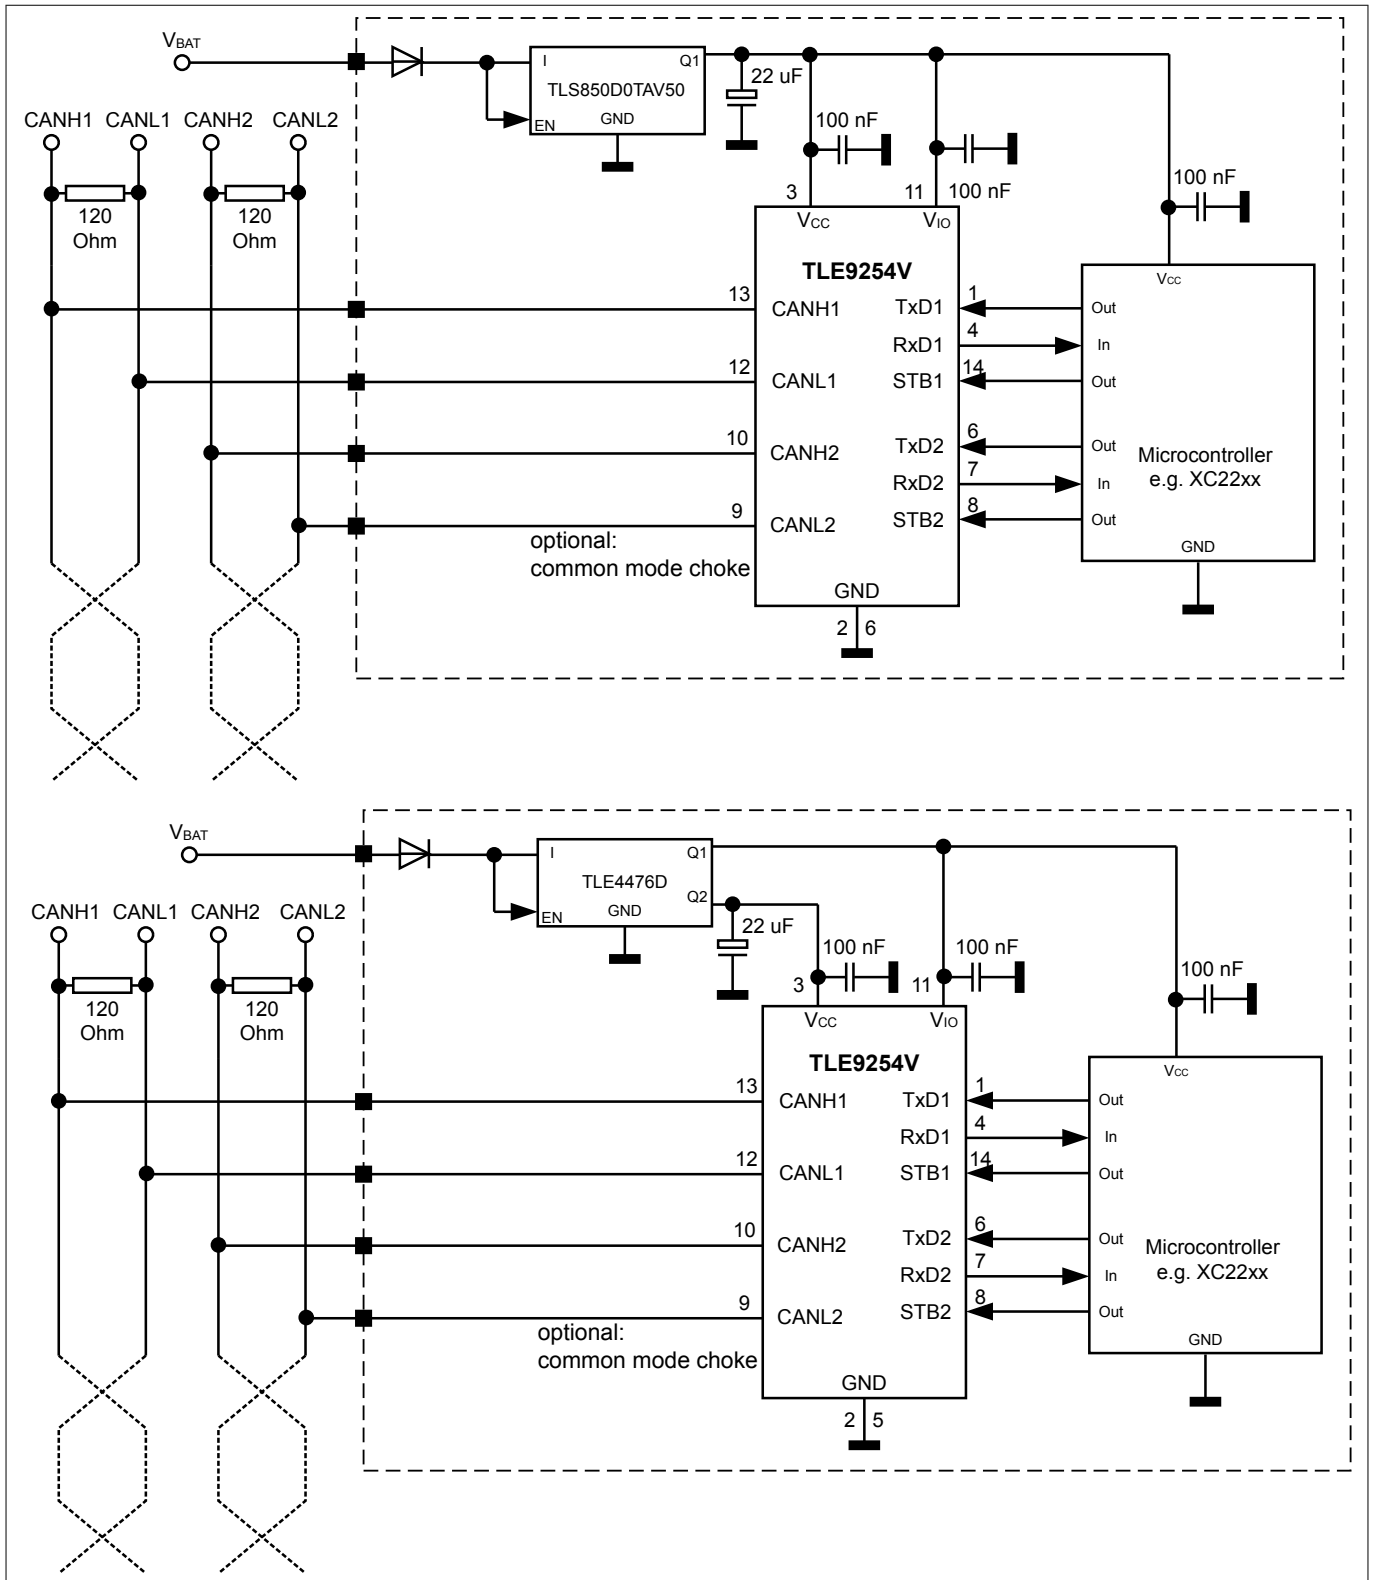 VBAT
I
Q1
TLS850D0TAV50
EN
GND
22 uF
CANH1 CANL1 CANH2 CANL2
100 nF
3
11
100 nF
100 nF
120
Ohm
120
Ohm
VCC
VIO
TLE9254V
VCC
13
CANH1
TxD1
1
Out
RxD1
4
In
12
CANL1
STB1
14
Out
10
CANH2
TxD2
6
Out
RxD2
7
In
Microcontroller
e.g. XC22xx
9
CANL2
STB2
8
Out
optional:
common mode choke
GND
GND
2 6
VBAT
I
Q1
TLE4476D
Q2
EN
GND
22 uF
CANH1 CANL1 CANH2 CANL2
100 nF
100 nF
100 nF
3
11
120
Ohm
120
Ohm
VCC
VIO
TLE9254V
VCC
13
CANH1
TxD1
1
Out
RxD1
4
In
12
CANL1
STB1
14
Out
10
CANH2
TxD2
6
Out
RxD2
7
In
Microcontroller
e.g. XC22xx
9
CANL2
STB2
8
Out
optional:
common mode choke
GND
GND
2 5